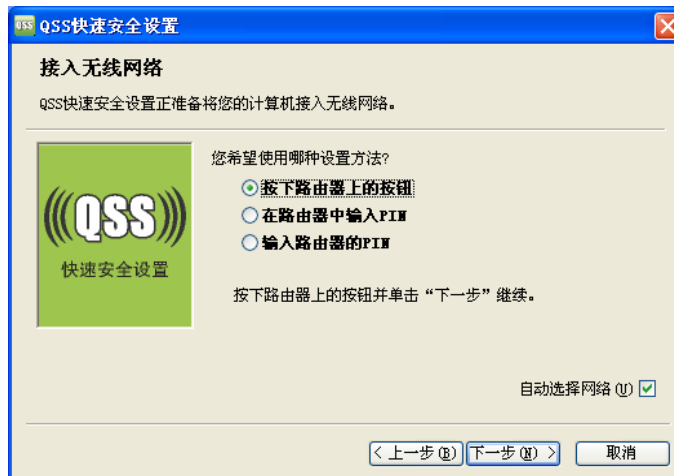 QSS QSS快速安全设置
接入无线网络
QSS快速安全设置正准备将您的计算机接入无线网络。
您希望使用哪种设置方法?
按下路由器上的按钮
在路由器中输入PIN
输入路由器的PIN
QSS
快速安全设置
按下路由器上的按钮并单击“下一步”继续。
自动选择网络(U)
< 上一步(B) 下一步(N) > 取消